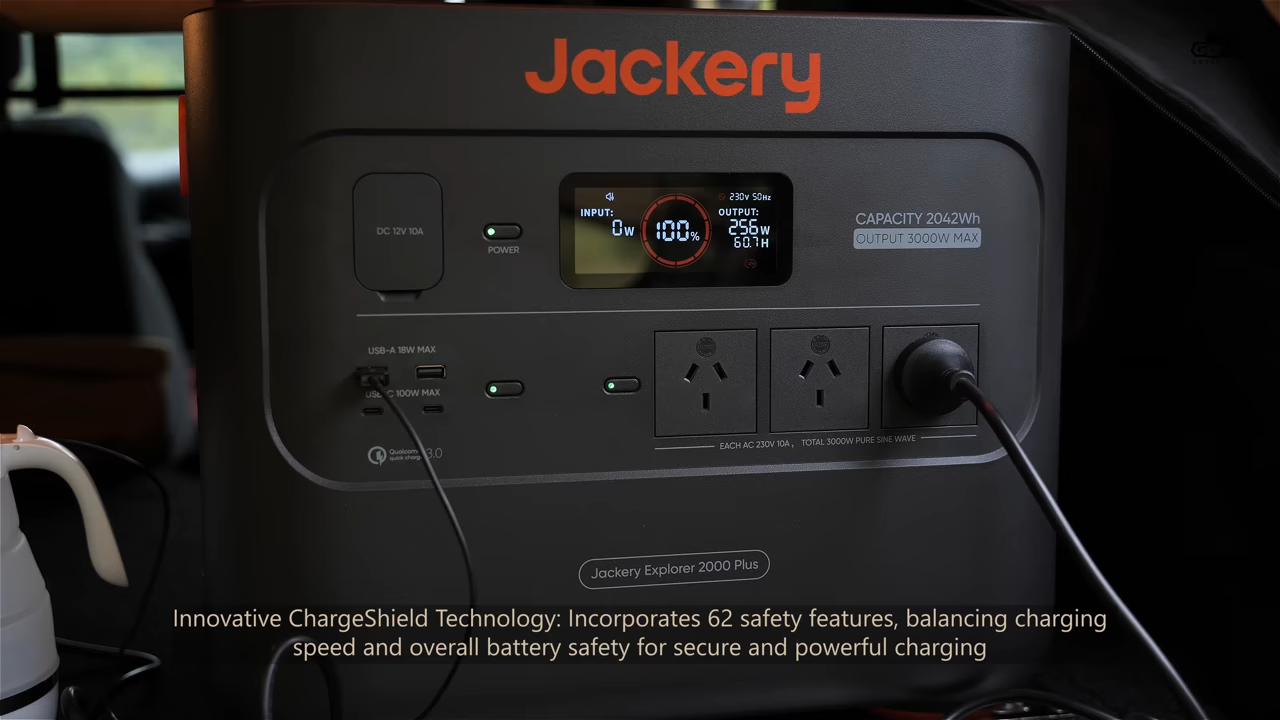 Jackery
DC 12V 10A
POWER
INPUT:
0W
100%
230V 50Hz
OUTPUT:
256W
60.7H
CAPACITY 2042Wh
OUTPUT 3000W MAX
USB-A 18W MAX
100W MAX
Qualcomm
quick charge
3.0
EACH AC 230V 10A, TOTAL 3000W PURE SINE WAVE
Jackery Explorer 2000 Plus
Innovative ChargeShield Technology: Incorporates 62 safety features, balancing charging
speed and overall battery safety for secure and powerful charging